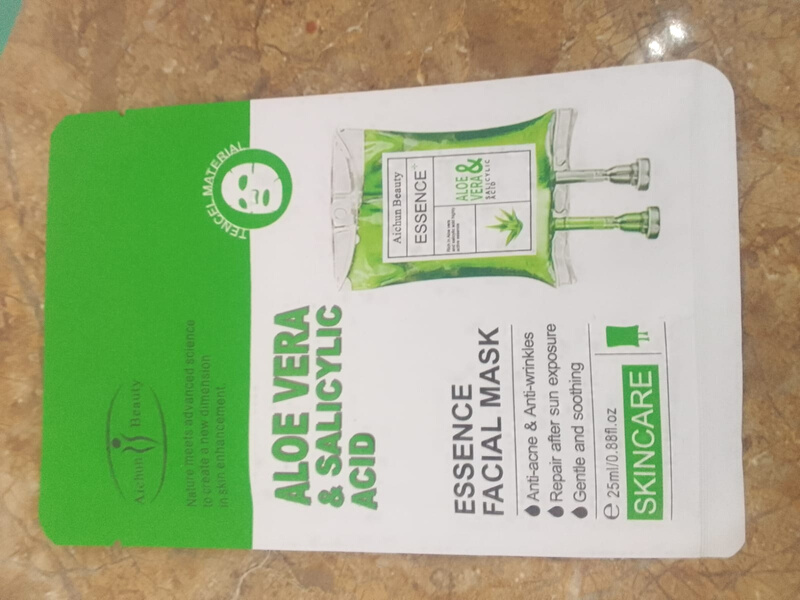 Aichun Beauty
Nature meets advanced science
to create a new dimension
in skin enhancement
TENCEL MATERIAL
ALOE VERA
& SALICYLIC
ACID
Aichun Beauty
ESSENCE+
ALOE
VERA &
SALICYLIC
ACID
ESSENCE
FACIAL MASK
Anti-acne & Anti-wrinkles
Repair after sun exposure
Gentle and soothing
℮ 25ml/0.88fl.oz
SKINCARE